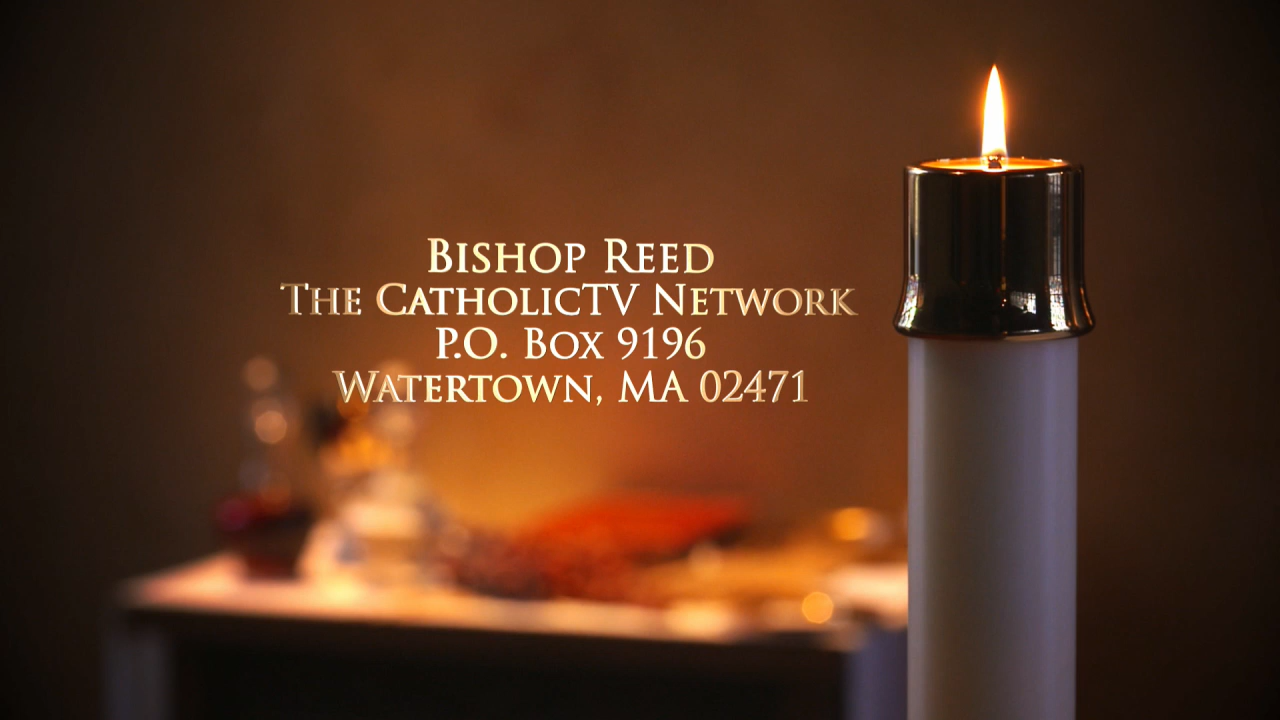 Bishop Reed
The CatholicTV Network
P.O. Box 9196
Watertown, MA 02471